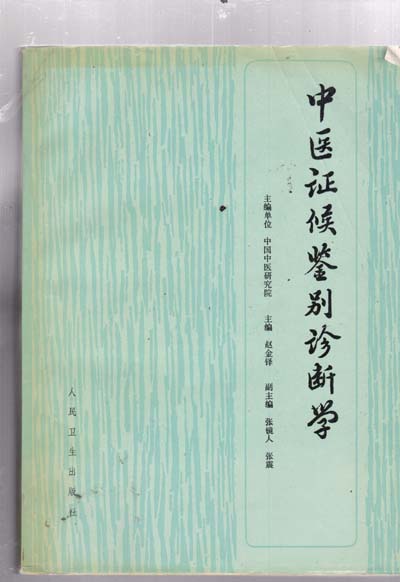 中医证候鉴别诊断学
主编单位 中国中医研究院 主编 赵金铎 副主编 张镜人 张震
人民卫生出版社